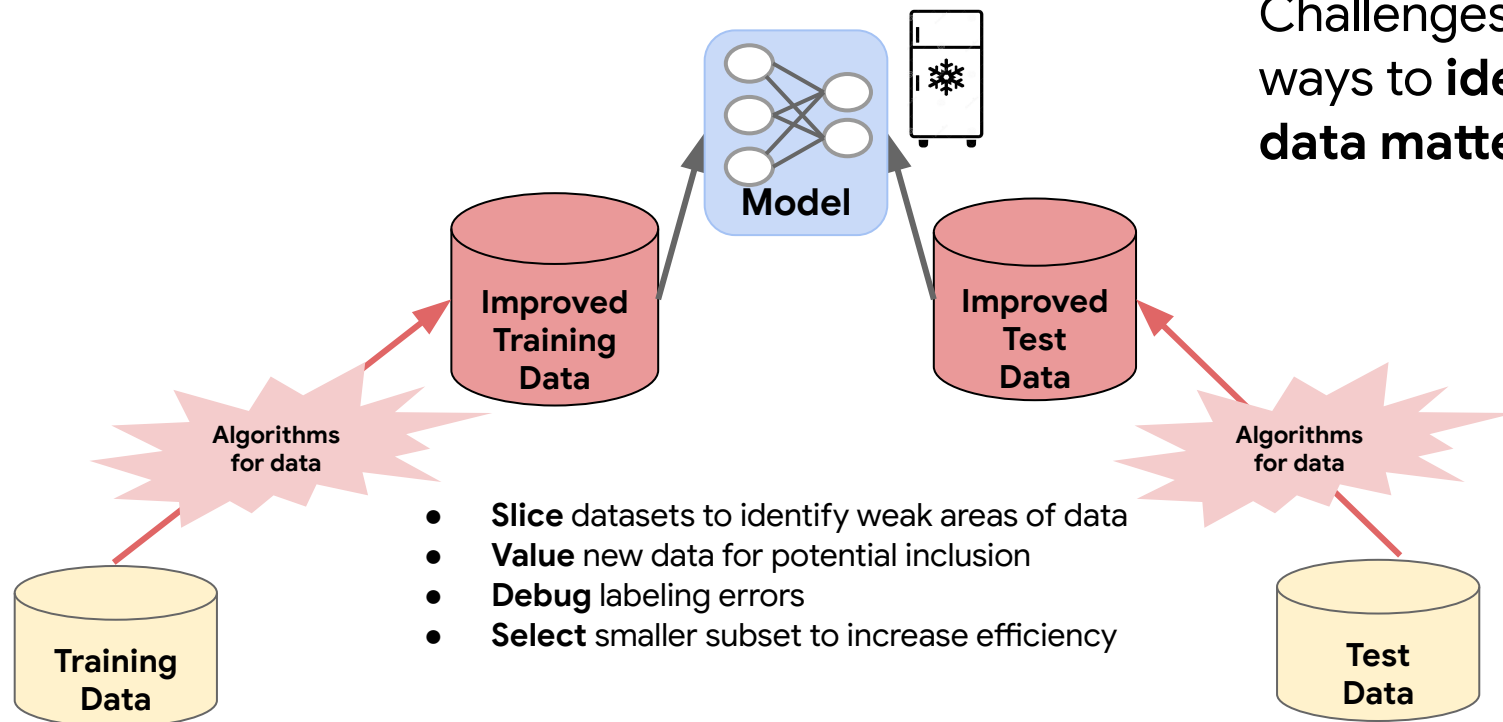 Challenges
ways to
data
Model
Improved
Training
Data
Improved
Test
Data
Algorithms
for data
Algorithms
for data
● Slice datasets to identify weak areas of data
● Value new data for potential inclusion
● Debug labeling errors
● Select smaller subset to increase efficiency
Training
Data
Test
Data